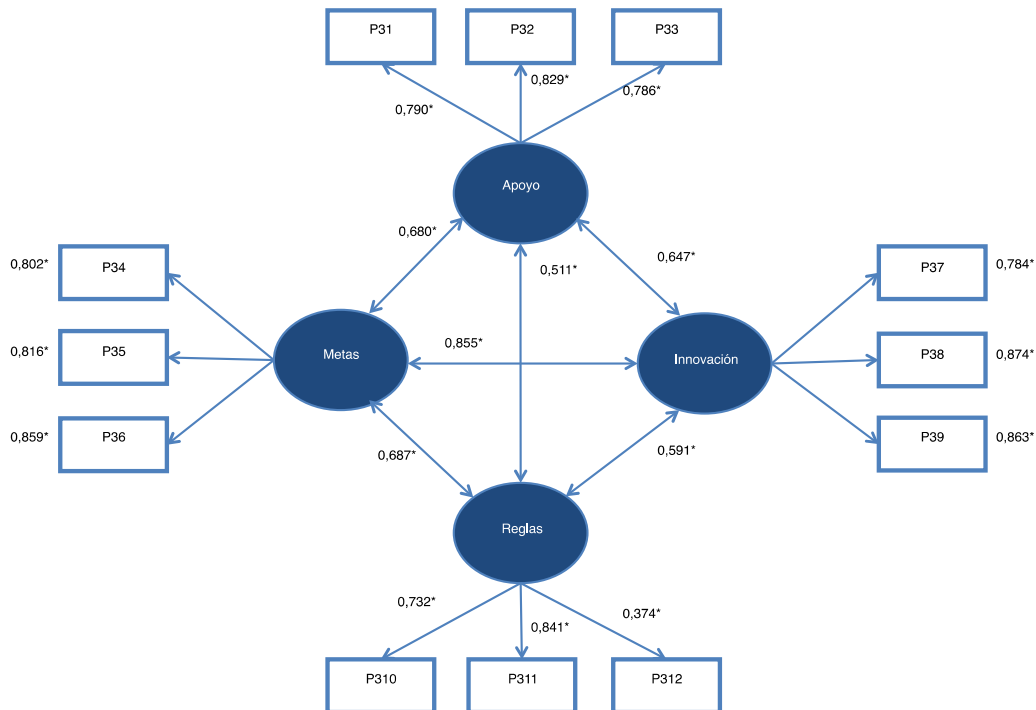 P31
P32
P33
0,790*
0,829*
0,786*
Apoyo
0,680*
0,511*
0,647*
0,802*
P34
P37
0,784*
0,816*
P35
Metas
0,855*
Innovación
P38
0,874*
0,859*
P36
P39
0,863*
0,687*
0,591*
Reglas
0,732*
0,841*
0,374*
P310
P311
P312